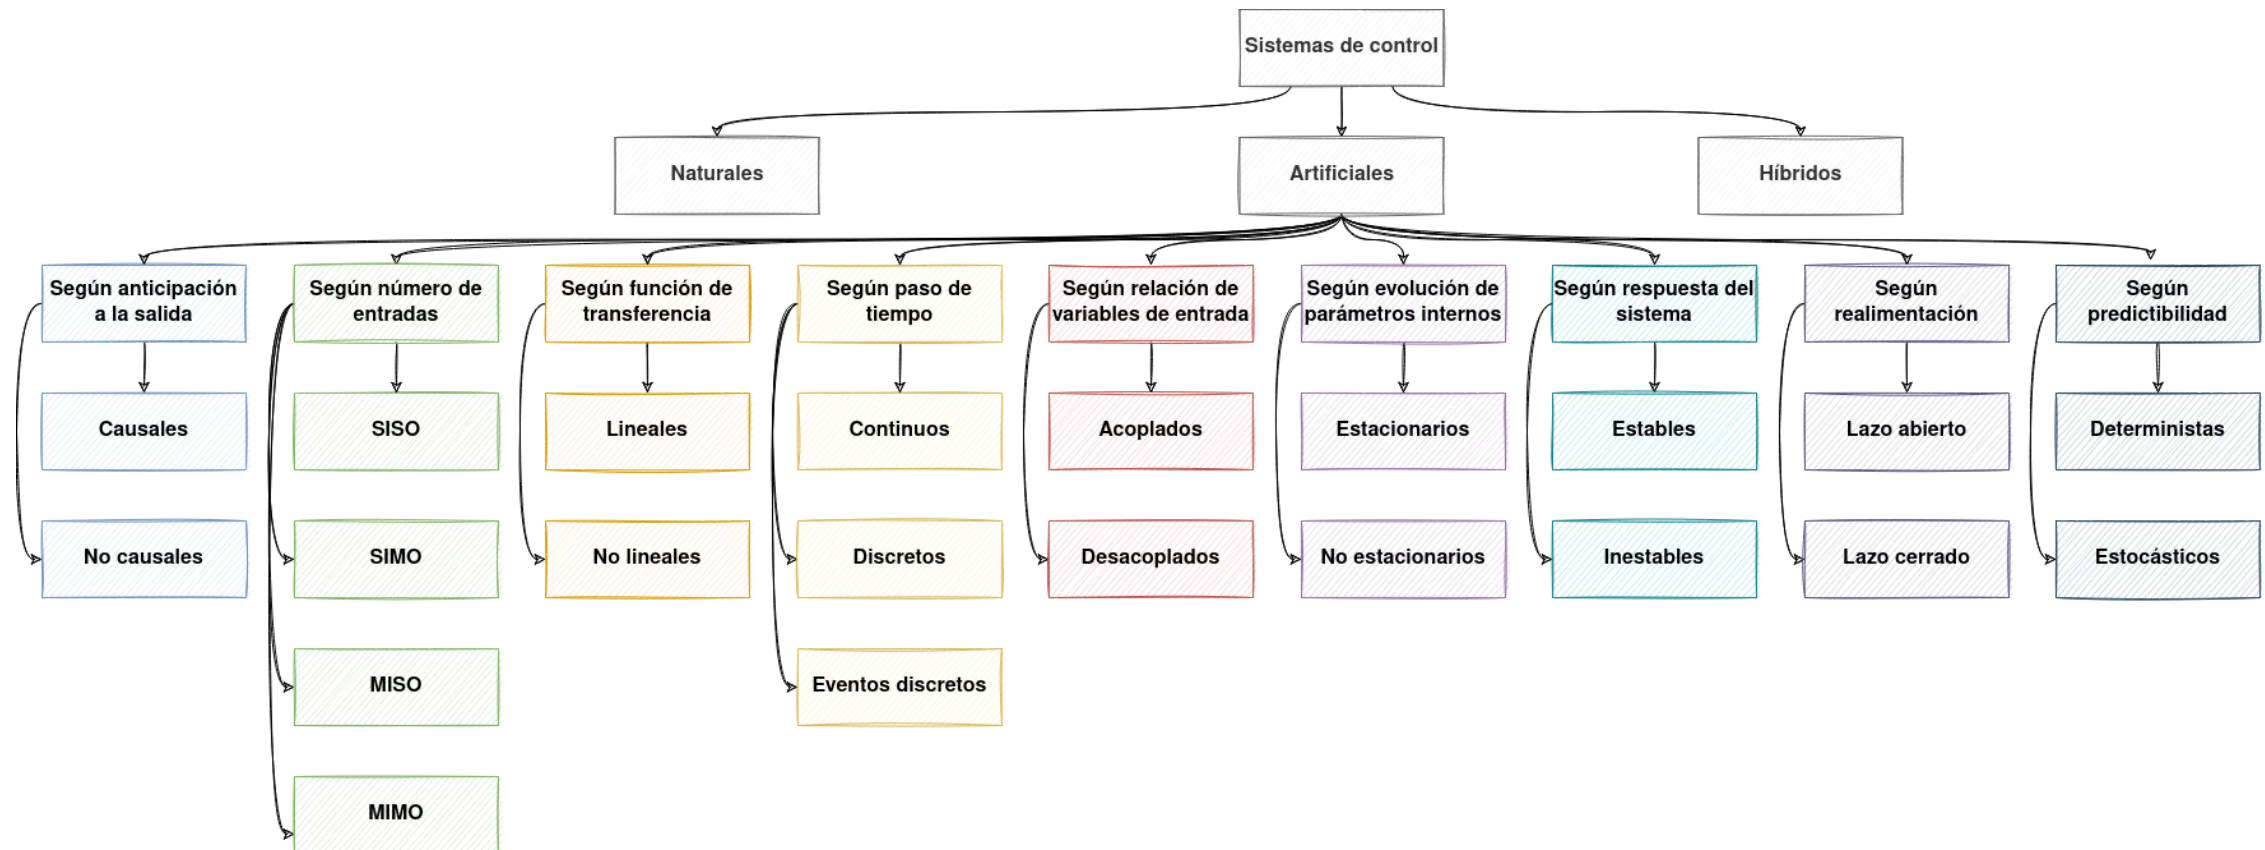 Sistemas de control
Naturales
Artificiales
Híbridos
Según anticipación
a la salida
Según número de
entradas
Según función de
transferencia
Según paso de
tiempo
Según relación de
variables de entrada
Según evolución de
parámetros internos
Según respuesta del
sistema
Según
realimentación
Según
predictibilidad
Causales
SISO
Lineales
Continuos
Acoplados
Estacionarios
Estables
Lazo abierto
Deterministas
No causales
SIMO
No lineales
Discretos
Desacoplados
No estacionarios
Inestables
Lazo cerrado
Estocásticos
MISO
Eventos discretos
MIMO